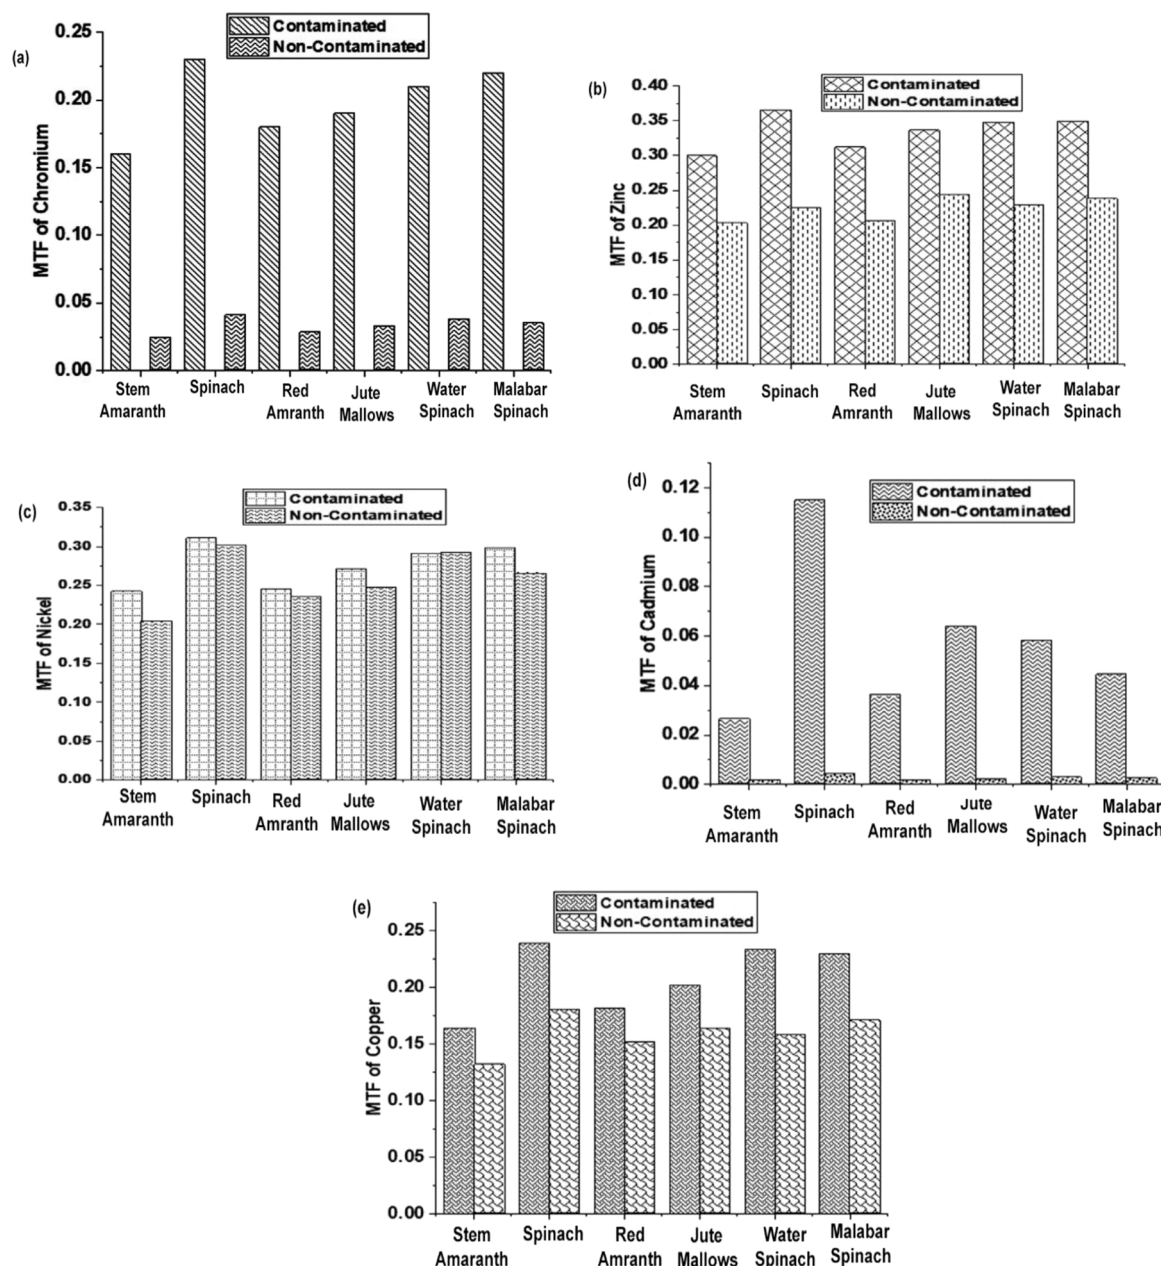 (a)
Contaminated
Non-Contaminated
MTF of Chromium
0.25
0.20
0.15
0.10
0.05
0.00
Stem
Amaranth
Spinach
Red
Amranth
Jute
Mallows
Water
Spinach
Malabar
Spinach
(b)
Contaminated
Non-Contaminated
MTF of Zinc
0.40
0.35
0.30
0.25
0.20
0.15
0.10
0.05
0.00
Stem
Amaranth
Spinach
Red
Amranth
Jute
Mallows
Water
Spinach
Malabar
Spinach
(c)
Contaminated
Non-Contaminated
MTF of Nickel
0.35
0.30
0.25
0.20
0.15
0.10
0.05
0.00
Stem
Amaranth
Spinach
Red
Amranth
Jute
Mallows
Water
Spinach
Malabar
Spinach
(d)
Contaminated
Non-Contaminated
MTF of Cadmium
0.12
0.10
0.08
0.06
0.04
0.02
0.00
Stem
Amaranth
Spinach
Red
Amranth
Jute
Mallows
Water
Spinach
Malabar
Spinach
(e)
Contaminated
Non-Contaminated
MTF of Copper
0.25
0.20
0.15
0.10
0.05
0.00
Stem
Amaranth
Spinach
Red
Amranth
Jute
Mallows
Water
Spinach
Malabar
Spinach